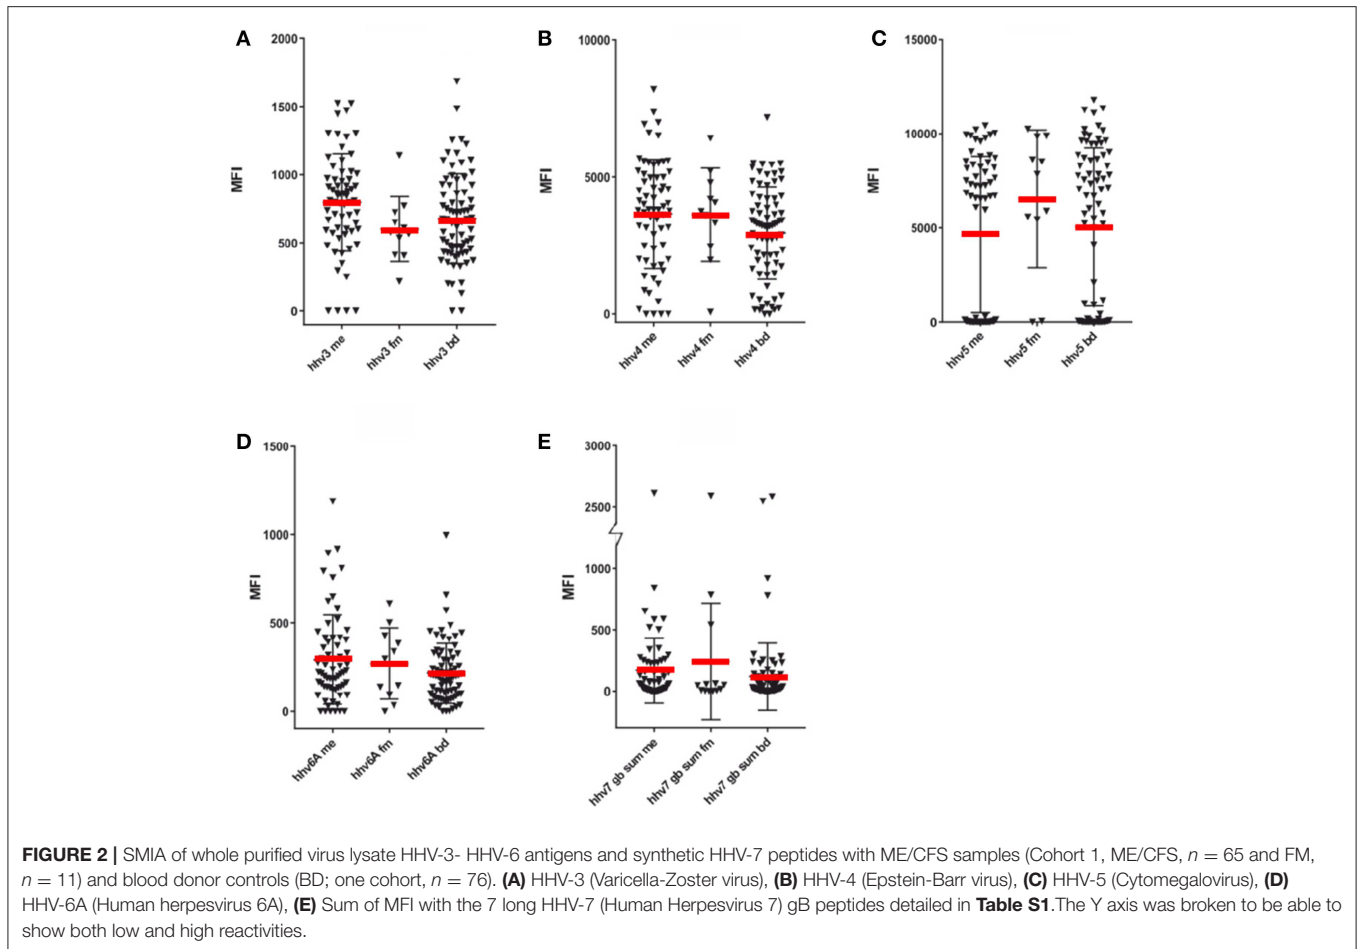 A
2000
1500
1000
500
0
MFI
hhv3 me
hhv3 fm
hhv3 bd
B
10000
5000
0
MFI
hhv4 me
hhv4 fm
hhv4 bd
C
15000
10000
5000
0
MFI
hhv5 me
hhv5 fm
hhv5 bd
D
1500
1000
500
0
MFI
hhv6A me
hhv6A fm
hhv6A bd
E
3000
2500
1000
500
0
MFI
hhv7 gb sum me
hhv7 gb sum fm
hhv7 gb sum bd
FIGURE 2 | SMIA of whole purified virus lysate HHV-3- HHV-6 antigens and synthetic HHV-7 peptides with ME/CFS samples (Cohort 1, ME/CFS, n = 65 and FM,
n = 11) and blood donor controls (BD; one cohort, n = 76). (A) HHV-3 (Varicella-Zoster virus), (B) HHV-4 (Epstein-Barr virus), (C) HHV-5 (Cytomegalovirus), (D)
HHV-6A (Human herpesvirus 6A), (E) Sum of MFI with the 7 long HHV-7 (Human Herpesvirus 7) gB peptides detailed in Table S1.The Y axis was broken to be able to
show both low and high reactivities.